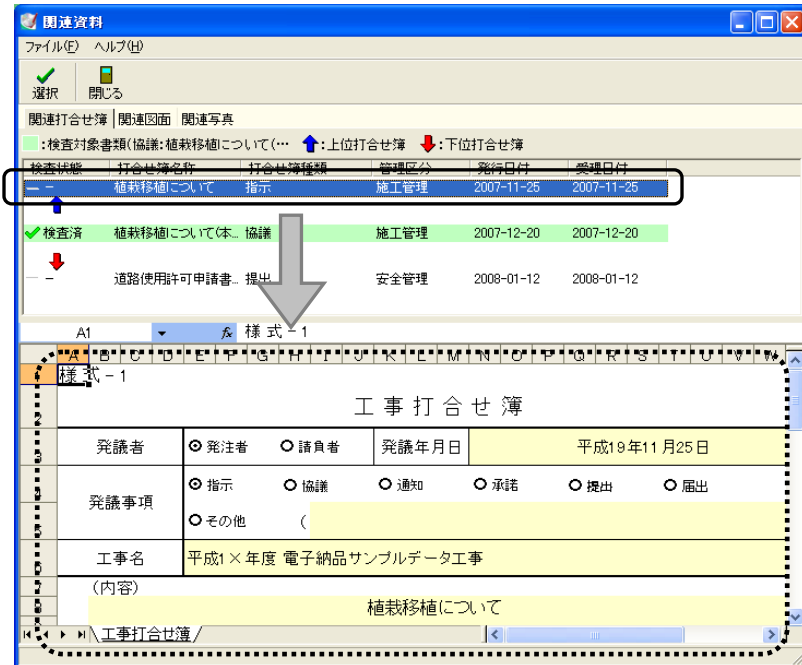 関連資料
ファイル(F) ヘルプ(H)
選択 閉じる
関連打合せ簿 関連図面 関連写真
:検査対象書類(協議:植栽移植について(… :上位打合せ簿 :下位打合せ簿
検査状態 打合せ簿名称 打合せ簿種類 管理区分 発行日付 受理日付
— − 植栽移植について 指示 施工管理 2007-11-25 2007-11-25
検査済 植栽移植について(本... 協議 施工管理 2007-12-20 2007-12-20
— − 道路使用許可申請書... 提出 安全管理 2008-01-12 2008-01-12
A1 fx 様 式 - 1
A B C D E F G H I J K L M N O P Q R S T U V W
1 様 式 - 1
2 工 事 打 合 せ 簿
3 発議者 発注者 請負者 発議年月日 平成19年11月25日
4 発議事項 指示 協議 通知 承諾 提出 届出
5 その他 (
6 工事名 平成1×年度 電子納品サンプルデータ工事
7 (内容)
8 植栽移植について
工事打合せ簿